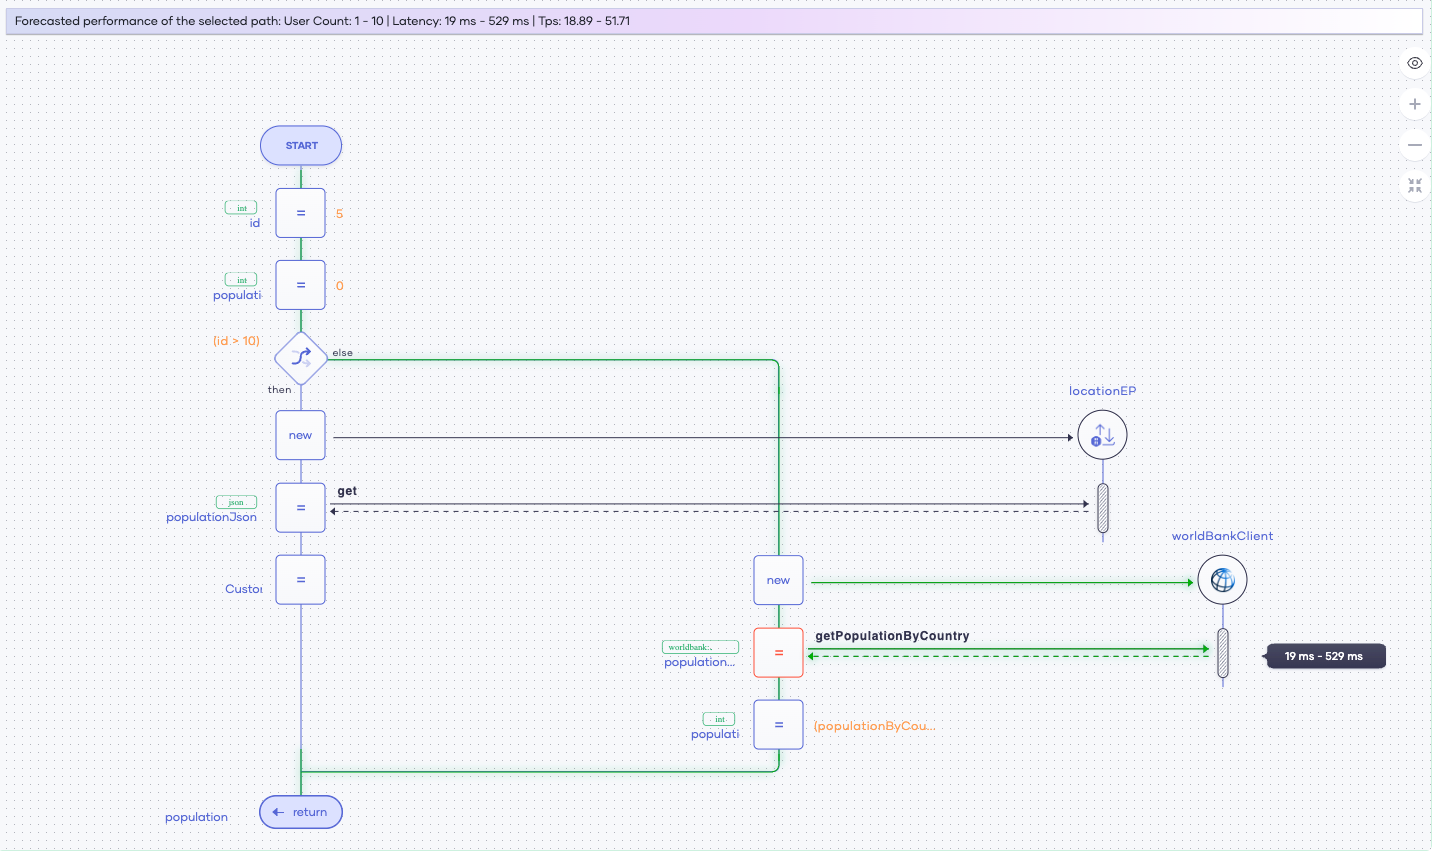 Forecasted performance of the selected path: User Count: 1 - 10 | Latency: 19 ms - 529 ms | Tps: 18.89 - 51.71
START
int
id
=
5
int
populati
=
0
(id > 10)
else
then
new
locationEP
json
populationJson
=
get
Custor
=
new
worldBankClient
worldbank:.
population...
=
getPopulationByCountry
19 ms - 529 ms
int
populati
=
(populationByCou...
population
return